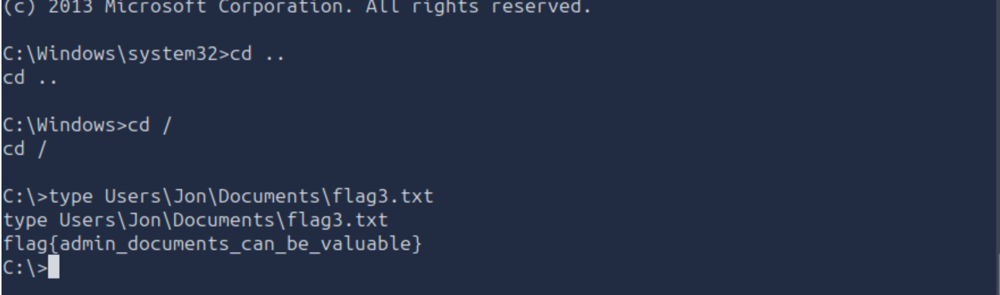 (c) 2013 Microsoft Corporation. All rights reserved.
C:\Windows\system32>cd ..
cd ..
C:\Windows>cd /
cd /
C:\>type Users\Jon\Documents\flag3.txt
type Users\Jon\Documents\flag3.txt
flag{admin_documents_can_be_valuable}
C:\>